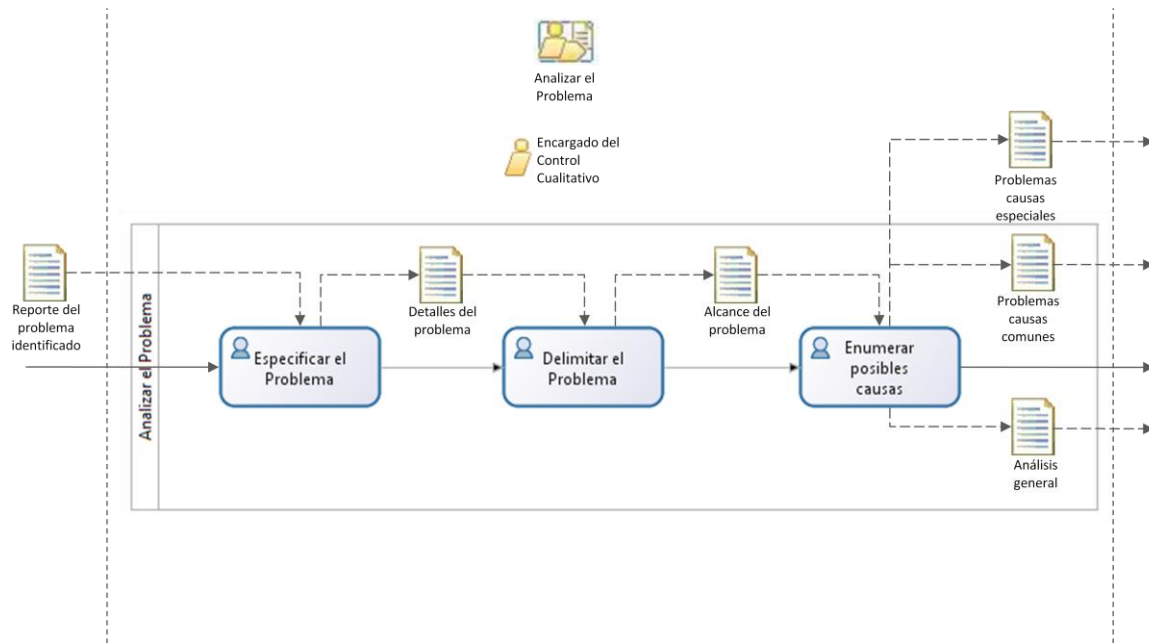 Analizar el
Problema
Encargado del
Control
Cualitativo
Problemas
causas
especiales
Reporte del
problema
identificado
Analizar el Problema
Detalles del
problema
Alcance del
problema
Problemas
causas
comunes
Especificar el
Problema
Delimitar el
Problema
Enumerar
posibles
causas
Análisis
general